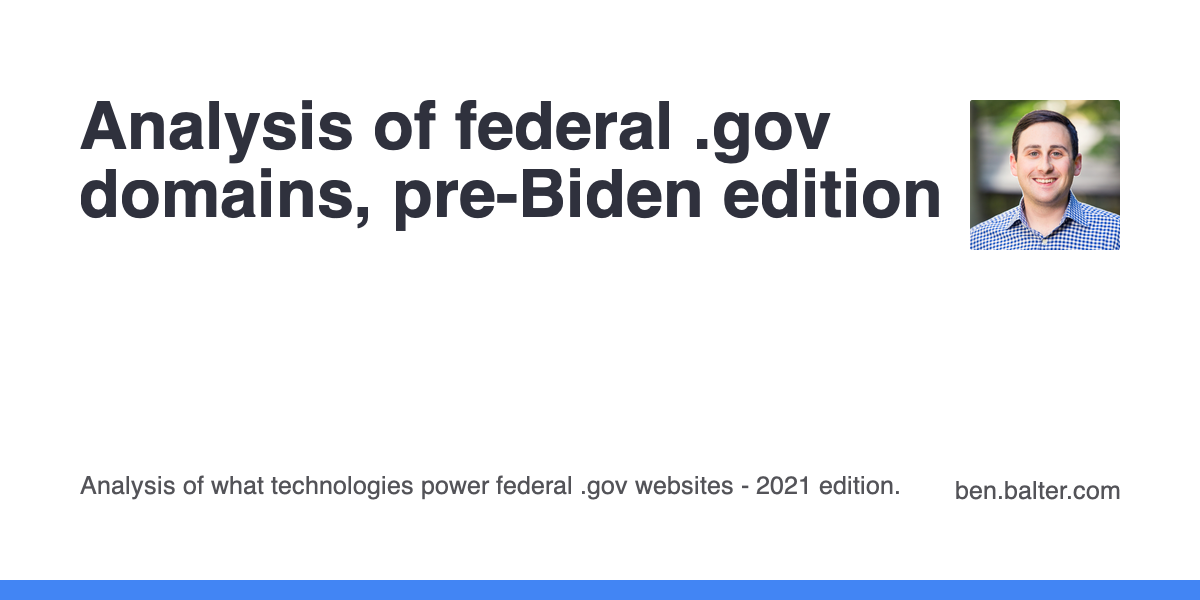 Analysis of federal .gov
domains, pre-Biden edition
Analysis of what technologies power federal .gov websites - 2021 edition.
ben.balter.com